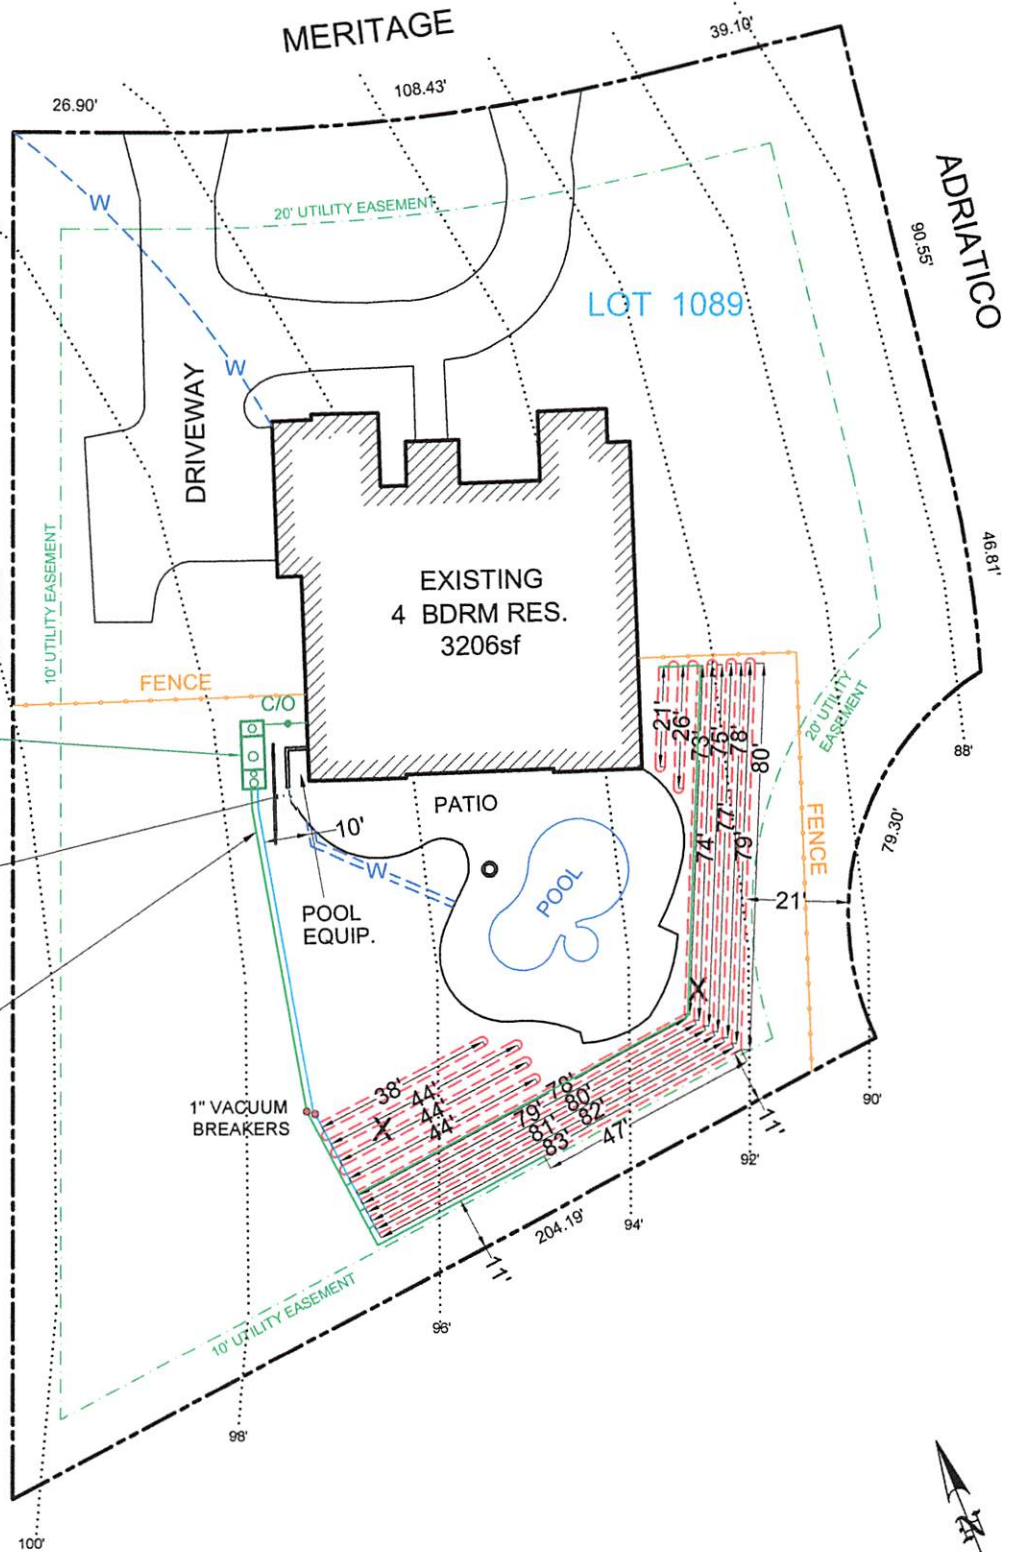 MERITAGE
39.10'
108.43'
26.90'
ADRIATICO
W
20' UTILITY EASEMENT
90.55'
LOT 1089
W
DRIVEWAY
46.81'
10' UTILITY EASEMENT
EXISTING
4 BDRM RES.
3206sf
FENCE
C/O
20' UTILITY
EASEMENT
21'
26'
73'
75'
78'
80'
88'
PATIO
77'
74'
79'
FENCE
79.30'
10'
W
POOL
21'
POOL
EQUIP.
X
1" VACUUM
BREAKERS
38'
44'
44'
44'
X
78'
79'
80'
81'
82'
83'
47'
11'
90'
92'
94'
204.19'
11'
10' UTILITY EASEMENT
96'
98'
100'
N